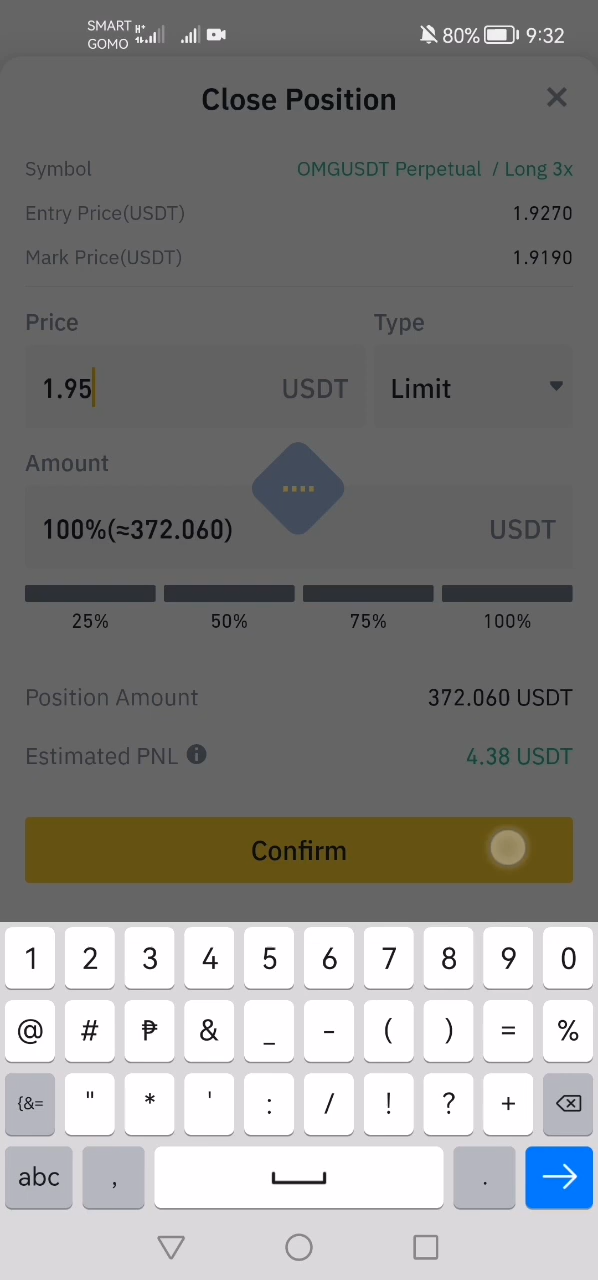 SMART
GOMO
80% 9:32
Close Position
Symbol OMGUSDT Perpetual / Long 3x
Entry Price(USDT) 1.9270
Mark Price(USDT) 1.9190
Price Type
1.95 USDT Limit
Amount
100%(≈372.060) USDT
25% 50% 75% 100%
Position Amount 372.060 USDT
Estimated PNL 4.38 USDT
Confirm
1 2 3 4 5 6 7 8 9 0
@ # ₱ & _ - ( ) = %
{&= " * ' : / ! ? +
abc , .